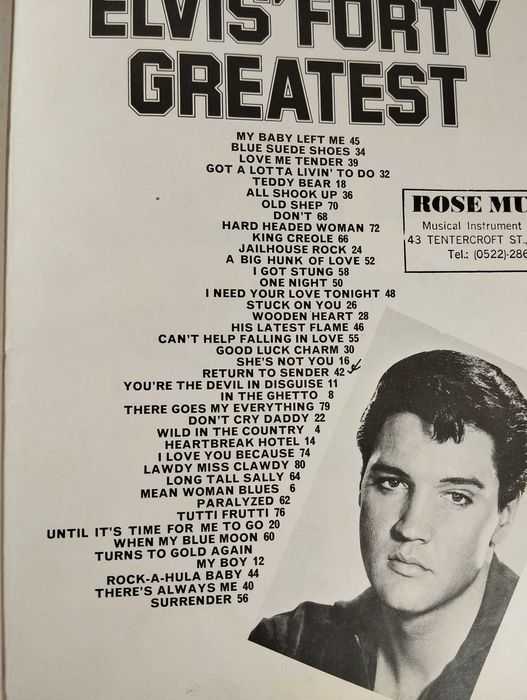 ELVIS' FORTY
GREATEST
MY BABY LEFT ME 45
BLUE SUEDE SHOES 34
LOVE ME TENDER 39
GOT A LOTTA LIVIN' TO DO 32
TEDDY BEAR 18
ALL SHOOK UP 36
OLD SHEP 70
DON'T 68
HARD HEADED WOMAN 72
KING CREOLE 66
JAILHOUSE ROCK 24
A BIG HUNK OF LOVE 52
I GOT STUNG 58
ONE NIGHT 50
I NEED YOUR LOVE TONIGHT 48
STUCK ON YOU 26
WOODEN HEART 28
HIS LATEST FLAME 46
CAN'T HELP FALLING IN LOVE 55
GOOD LUCK CHARM 30
SHE'S NOT YOU 16
RETURN TO SENDER 42
YOU'RE THE DEVIL IN DISGUISE 11
IN THE GHETTO 8
THERE GOES MY EVERYTHING 79
DON'T CRY DADDY 22
WILD IN THE COUNTRY 4
HEARTBREAK HOTEL 14
I LOVE YOU BECAUSE 74
LAWDY MISS CLAWDY 80
LONG TALL SALLY 64
MEAN WOMAN BLUES 6
PARALYZED 62
TUTTI FRUTTI 76
UNTIL IT'S TIME FOR ME TO GO 20
WHEN MY BLUE MOON 60
TURNS TO GOLD AGAIN
MY BOY 12
ROCK-A-HULA BABY 44
THERE'S ALWAYS ME 40
SURRENDER 56
ROSE MU
Musical Instrument
43 TENTERCROFT ST.,
Tel.: (0522)-286